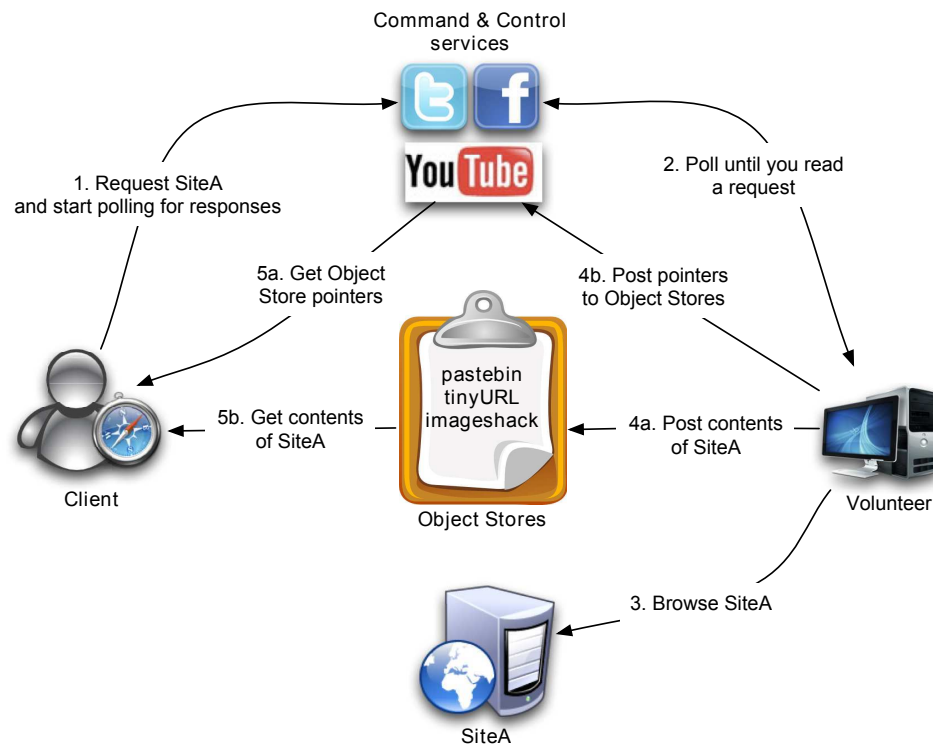 Command & Control
services
t
f
You Tube
1. Request SiteA
and start polling for responses
2. Poll until you read
a request
5a. Get Object
Store pointers
4b. Post pointers
to Object Stores
pastebin
tinyURL
imageshack
5b. Get contents
of SiteA
4a. Post contents
of SiteA
N
S
Client
Object Stores
Volunteer
3. Browse SiteA
SiteA